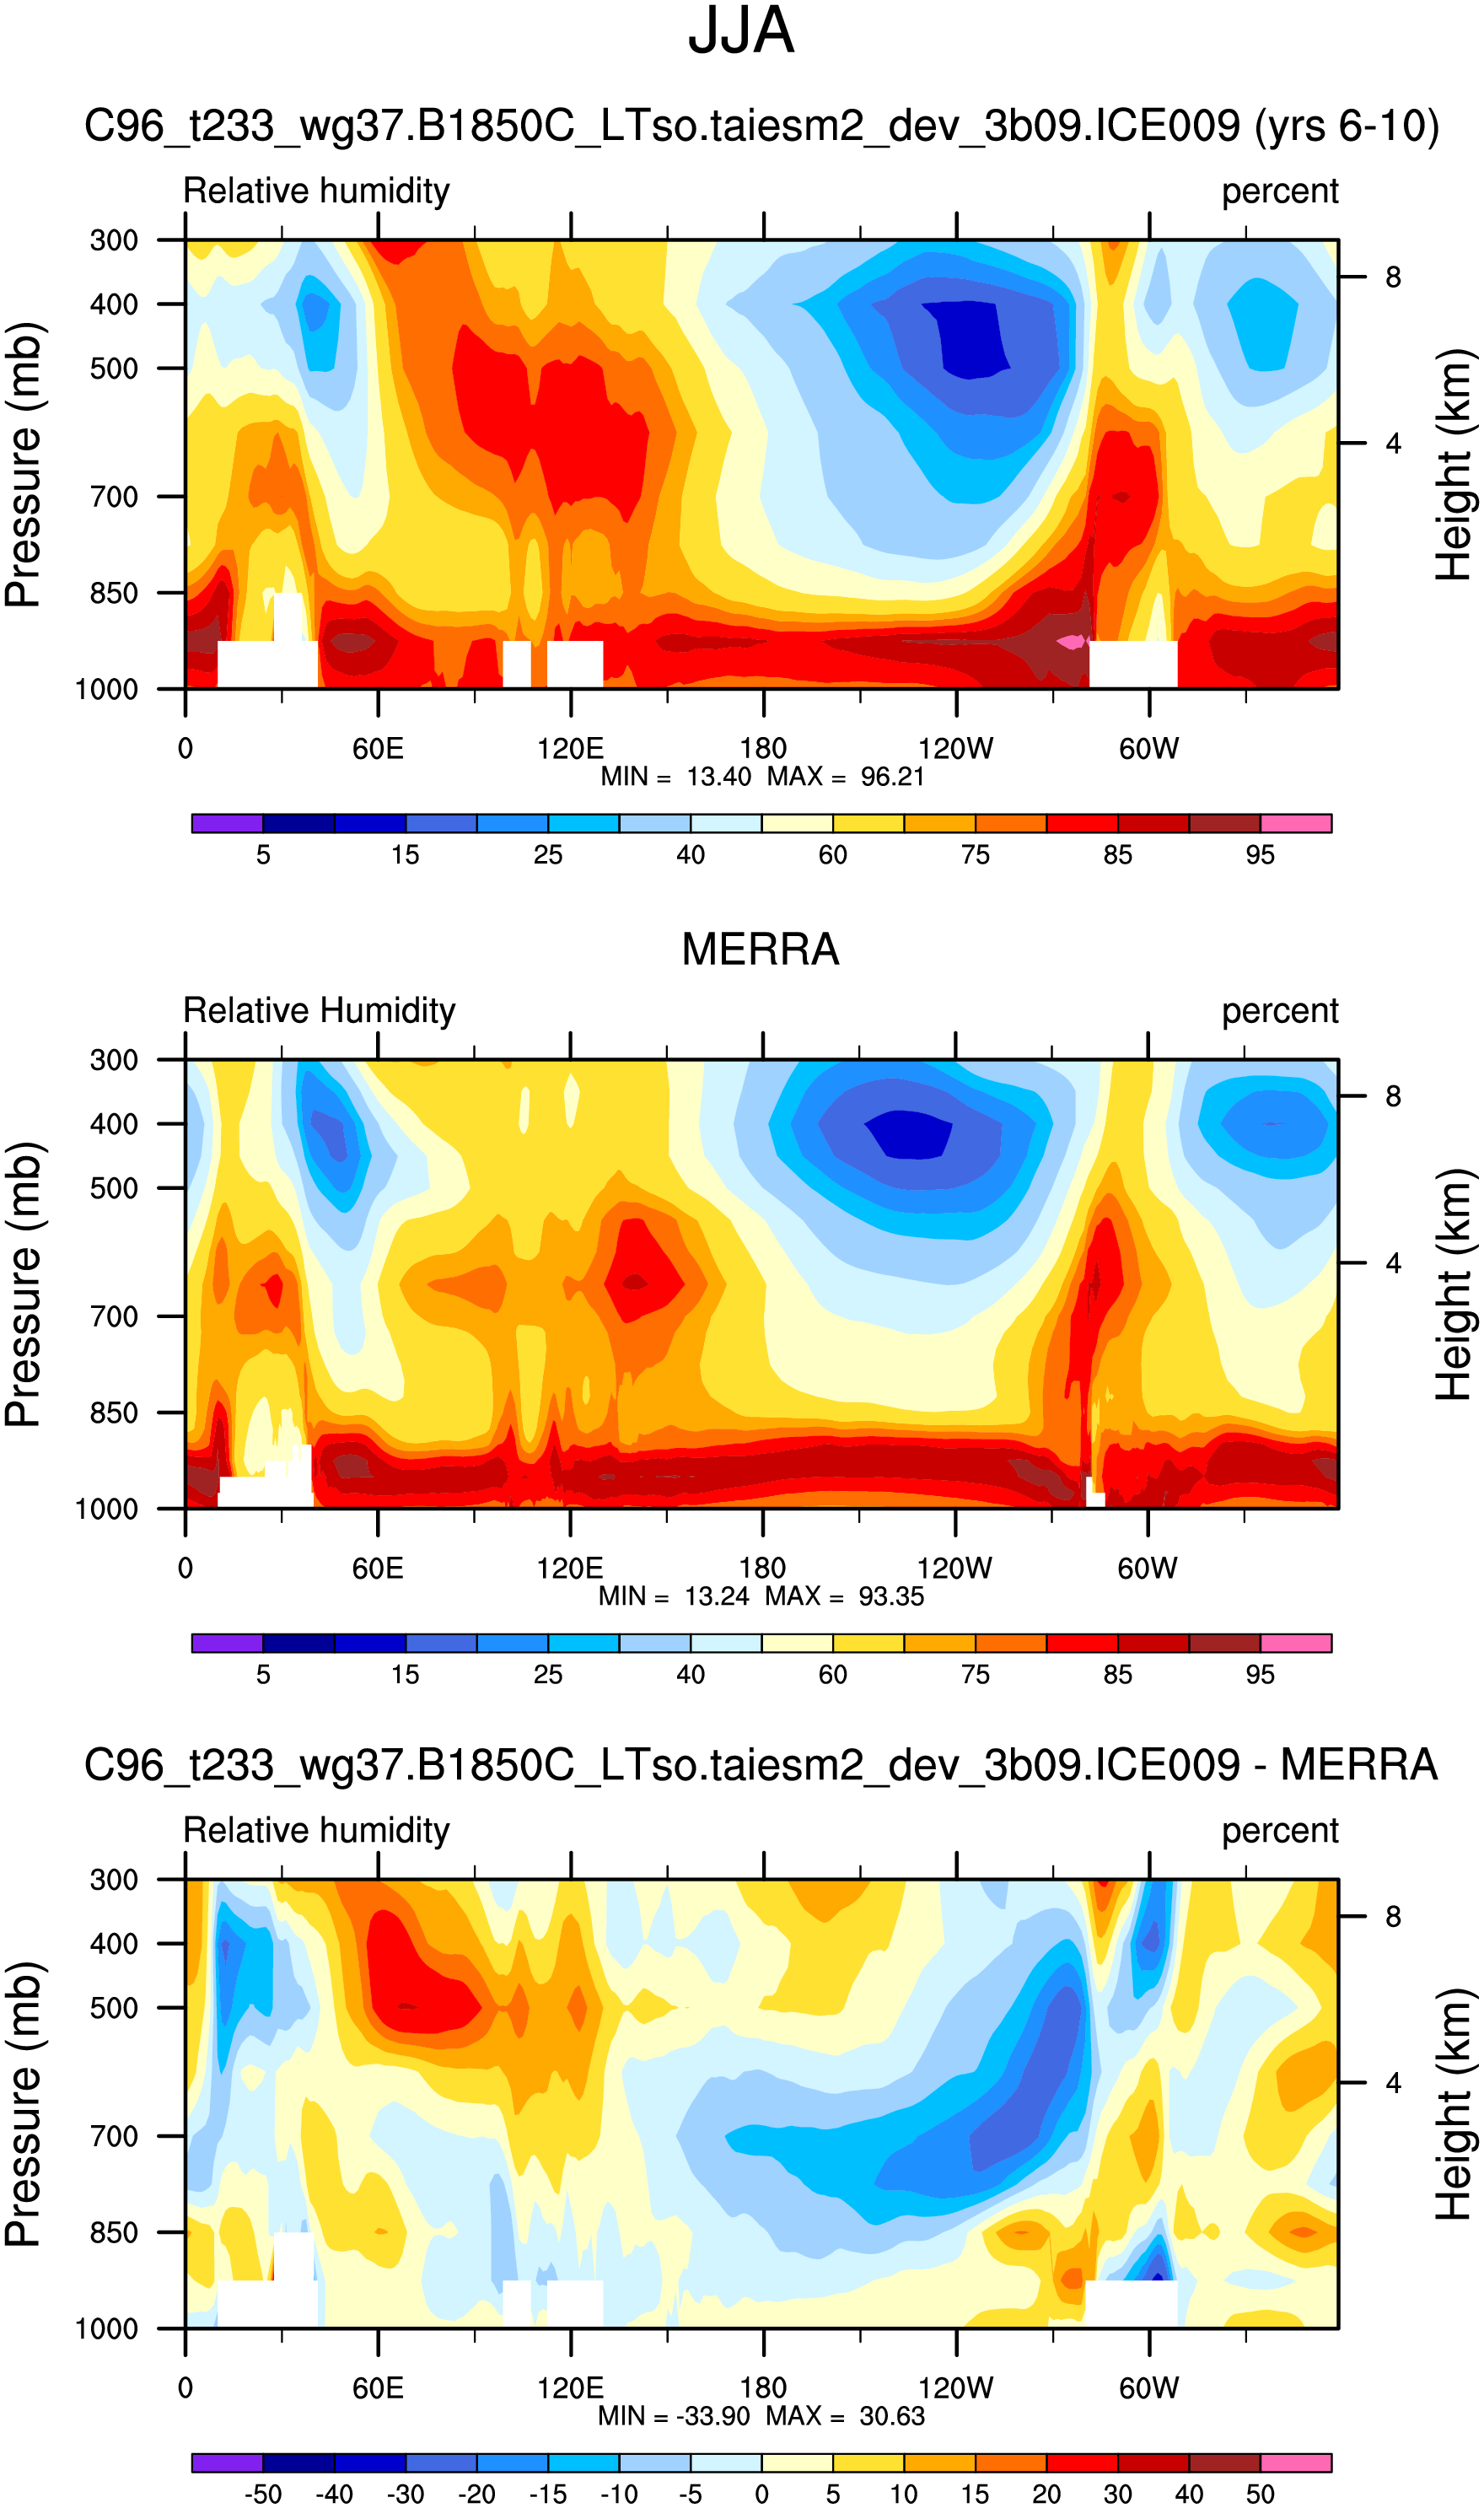 JJA
C96_t233_wg37.B1850C_LTso.taiesm2_dev_3b09.ICE009 (yrs 6-10)
Relative humidity percent
300
400
500
700
850
1000
Pressure (mb)
8
4
Height (km)
0 60E 120E 180 120W 60W
MIN = 13.40 MAX = 96.21
5 15 25 40 60 75 85 95
MERRA
Relative Humidity percent
300
400
500
700
850
1000
Pressure (mb)
8
4
Height (km)
0 60E 120E 180 120W 60W
MIN = 13.24 MAX = 93.35
5 15 25 40 60 75 85 95
C96_t233_wg37.B1850C_LTso.taiesm2_dev_3b09.ICE009 - MERRA
Relative humidity percent
300
400
500
700
850
1000
Pressure (mb)
8
4
Height (km)
0 60E 120E 180 120W 60W
MIN = -33.90 MAX = 30.63
-50 -40 -30 -20 -15 -10 -5 0 5 10 15 20 30 40 50